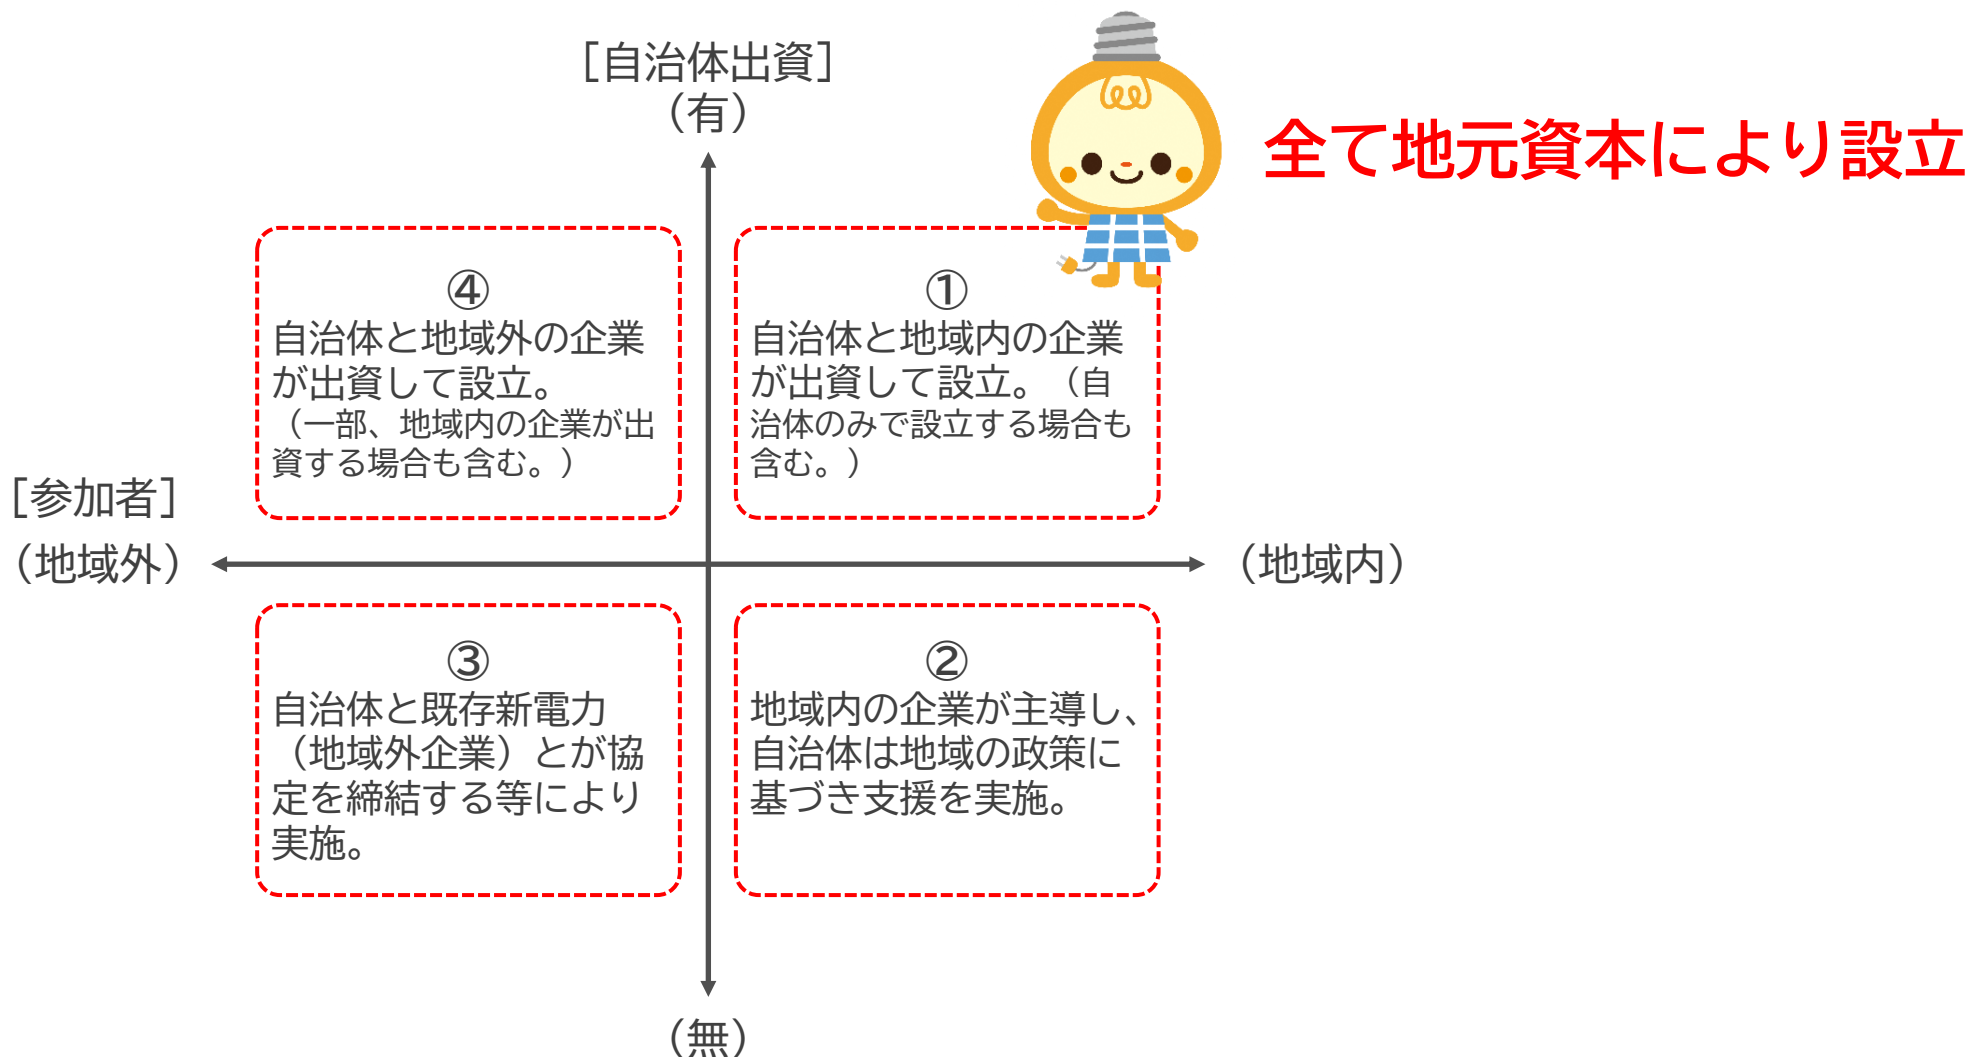 ［自治体出資］
（有）
全て地元資本により設立
④
自治体と地域外の企業
が出資して設立。
（一部、地域内の企業が出
資する場合も含む。）
①
自治体と地域内の企業
が出資して設立。（自
治体のみで設立する場合も
含む。）
［参加者］
（地域外）
（地域内）
③
自治体と既存新電力
（地域外企業）とが協
定を締結する等により
実施。
②
地域内の企業が主導し、
自治体は地域の政策に
基づき支援を実施。
（無）